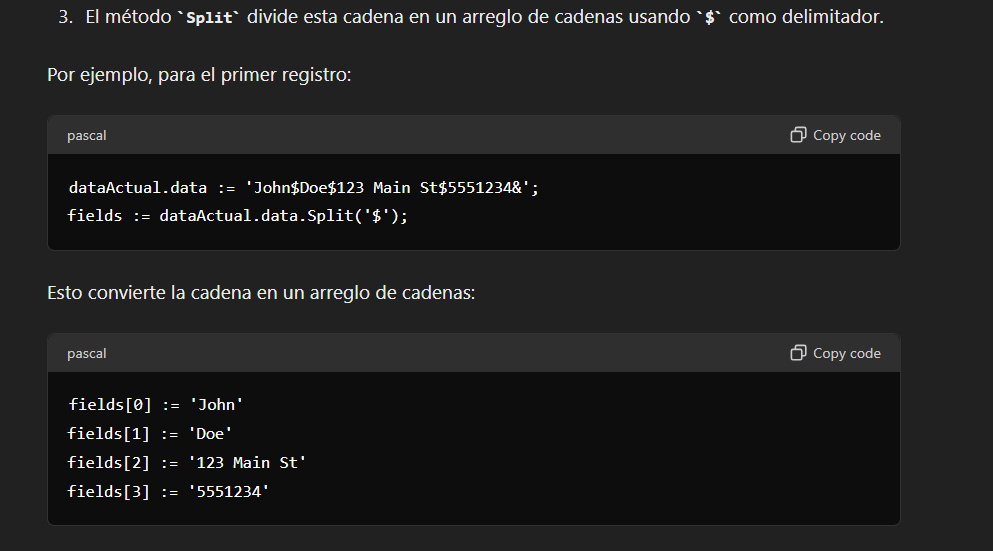 3. El método `Split` divide esta cadena en un arreglo de cadenas usando `$` como delimitador.
Por ejemplo, para el primer registro:
pascal Copy code
dataActual.data := 'John$Doe$123 Main St$5551234&';
fields := dataActual.data.Split('$');
Esto convierte la cadena en un arreglo de cadenas:
pascal Copy code
fields[0] := 'John'
fields[1] := 'Doe'
fields[2] := '123 Main St'
fields[3] := '5551234'